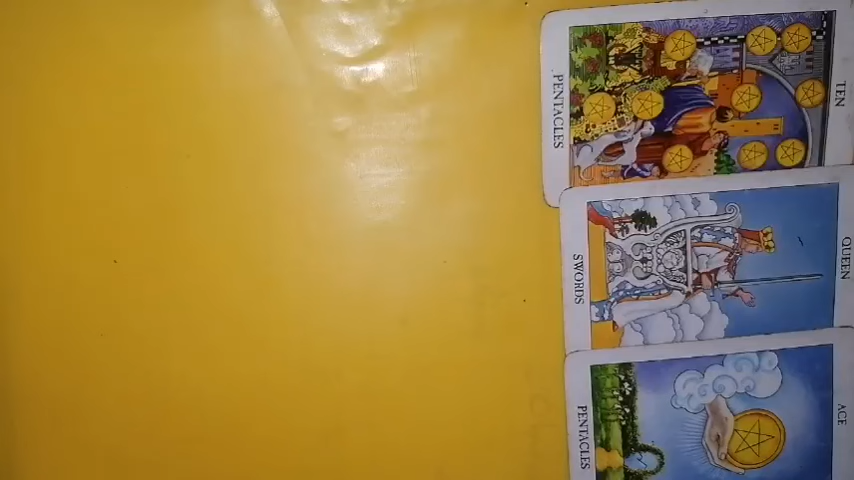 TEN
PENTACLES
QUEEN
SWORDS
ACE
PENTACLES